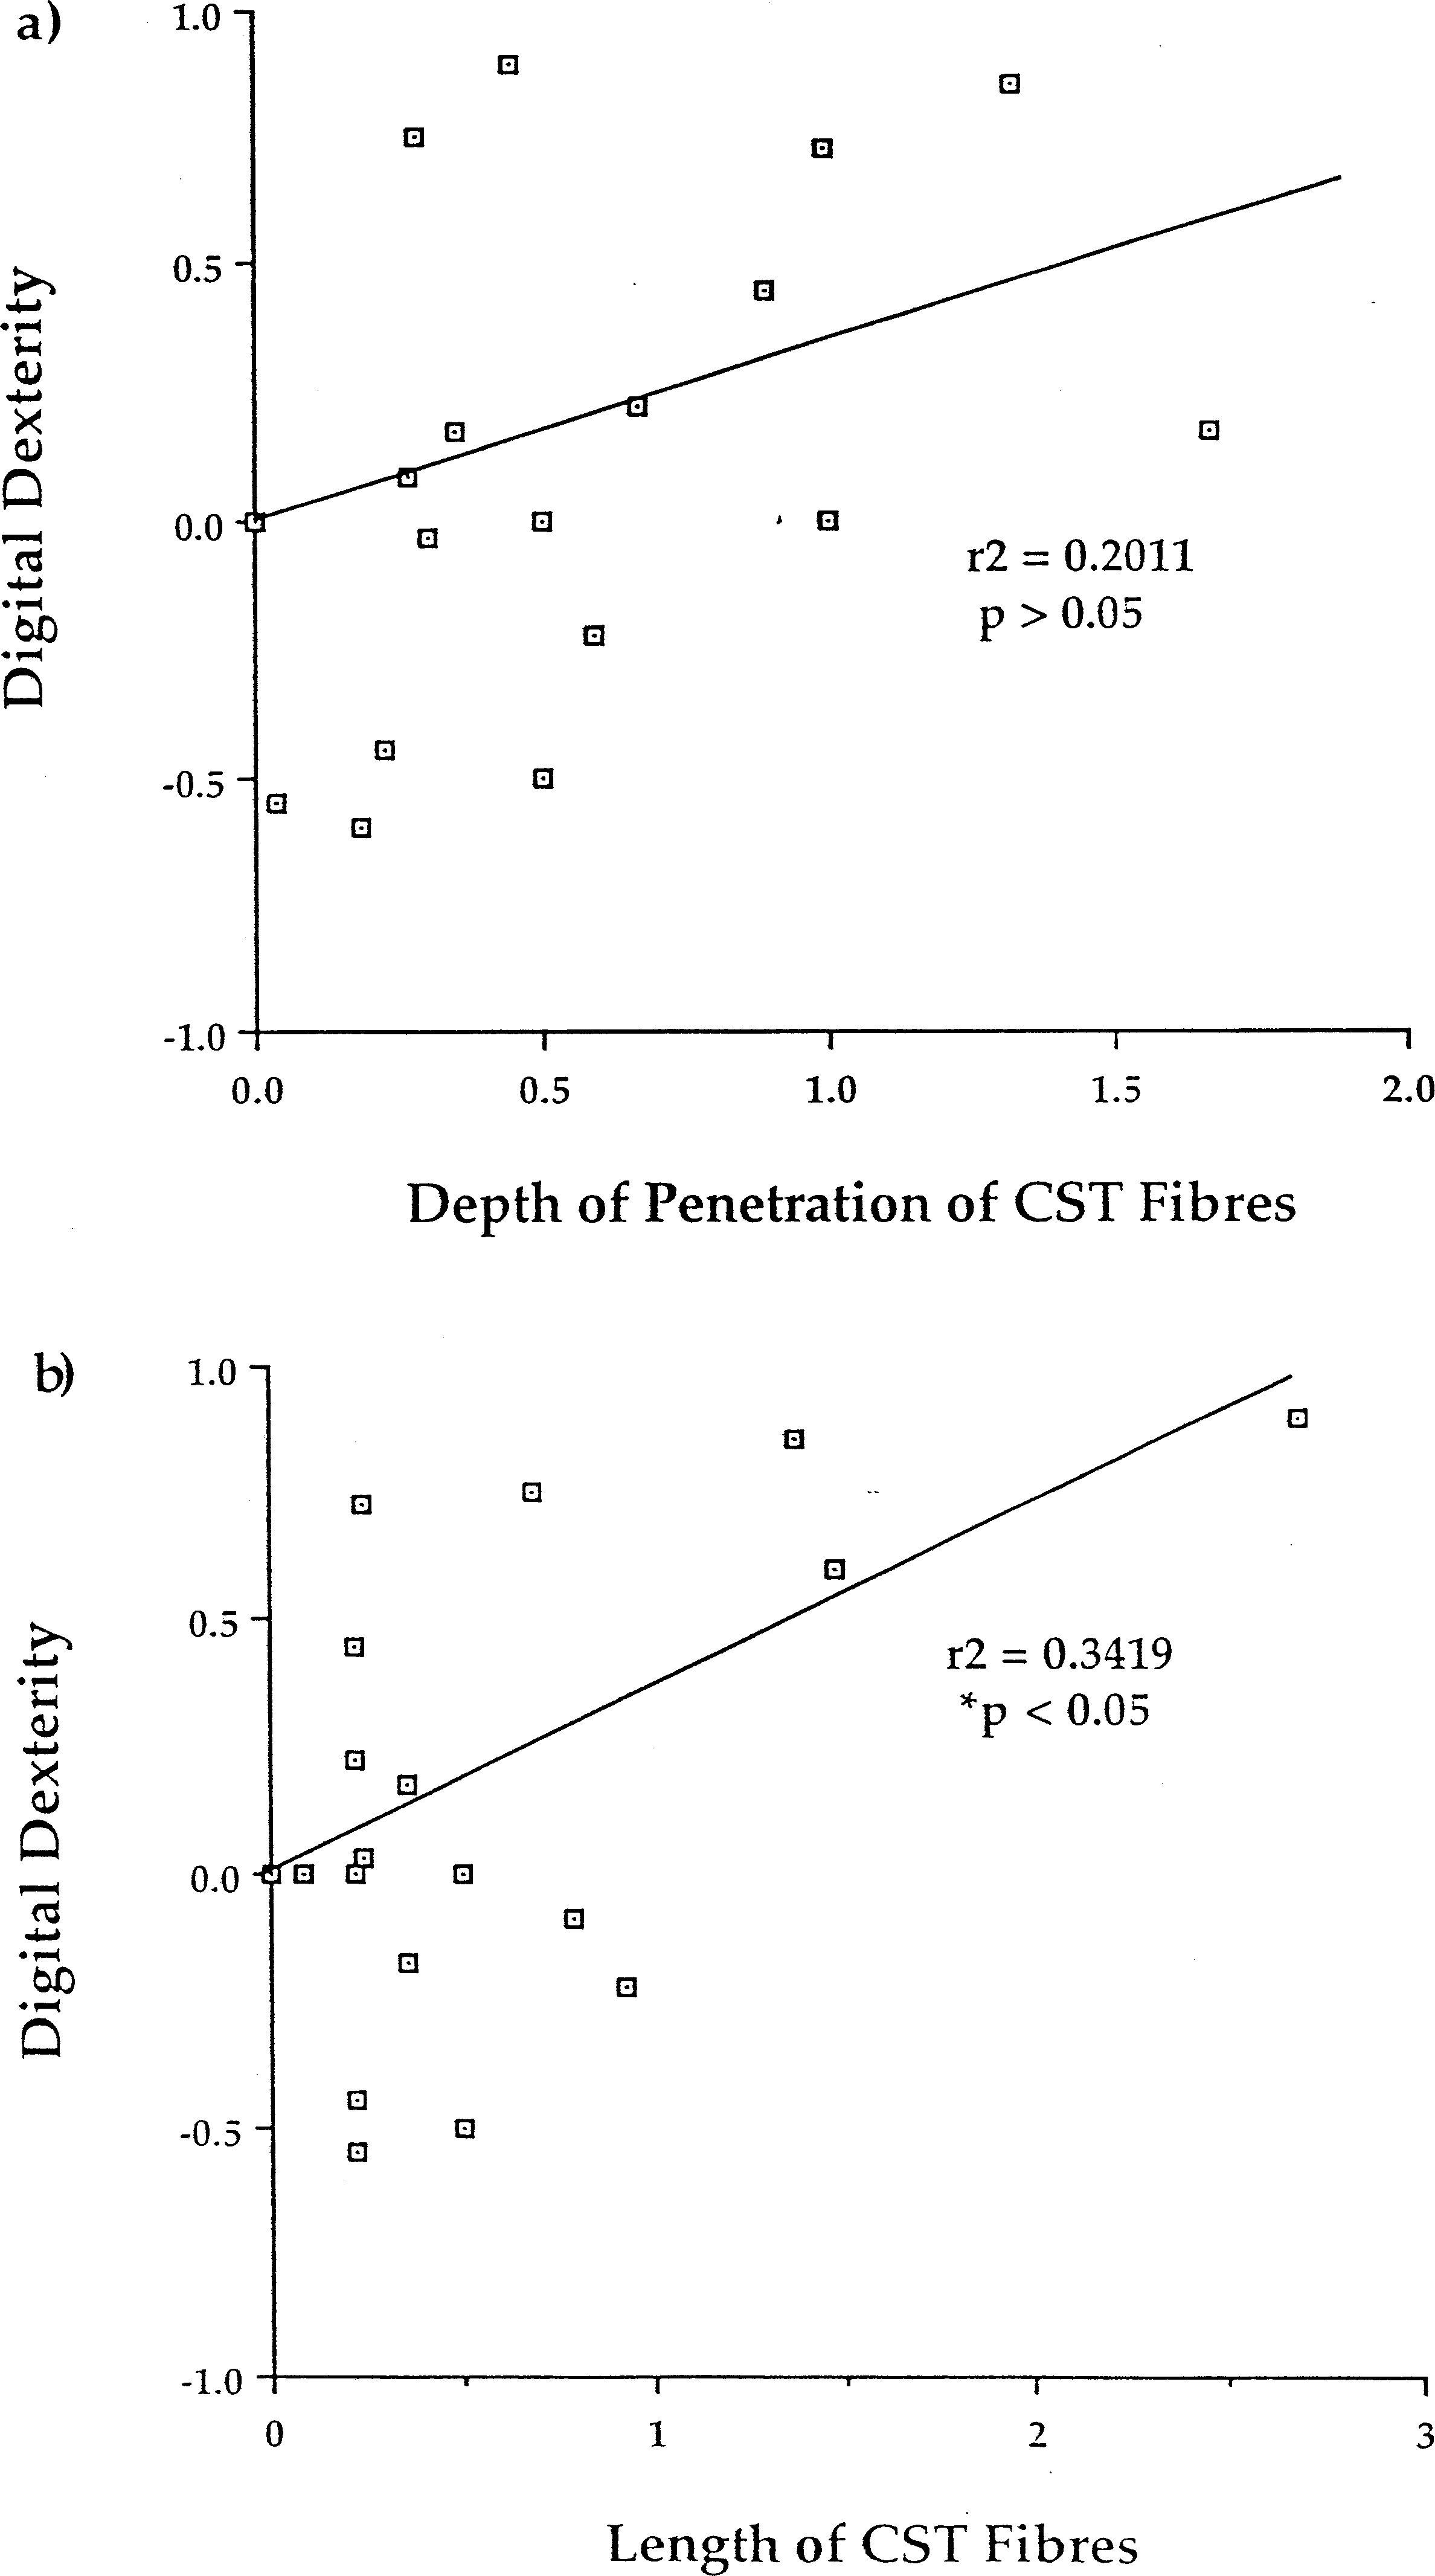 a)
1.0
0.5
0.0
-0.5
-1.0
Digital Dexterity
r2 = 0.2011
p > 0.05
0.0 0.5 1.0 1.5 2.0
Depth of Penetration of CST Fibres
b)
1.0
0.5
0.0
-0.5
-1.0
Digital Dexterity
r2 = 0.3419
*p < 0.05
0 1 2 3
Length of CST Fibres